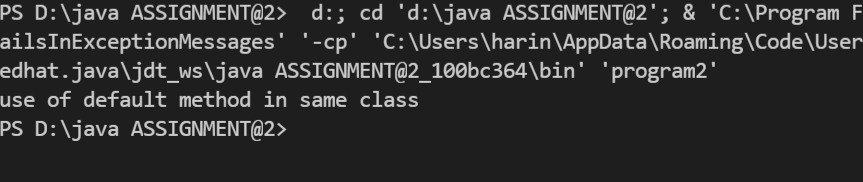 PS D:\java ASSIGNMENT@2>  d:; cd 'd:\java ASSIGNMENT@2'; & 'C:\Program F
ailsInExceptionMessages' '-cp' 'C:\Users\harin\AppData\Roaming\Code\User
edhat.java\jdt_ws\java ASSIGNMENT@2_100bc364\bin' 'program2'
use of default method in same class
PS D:\java ASSIGNMENT@2>